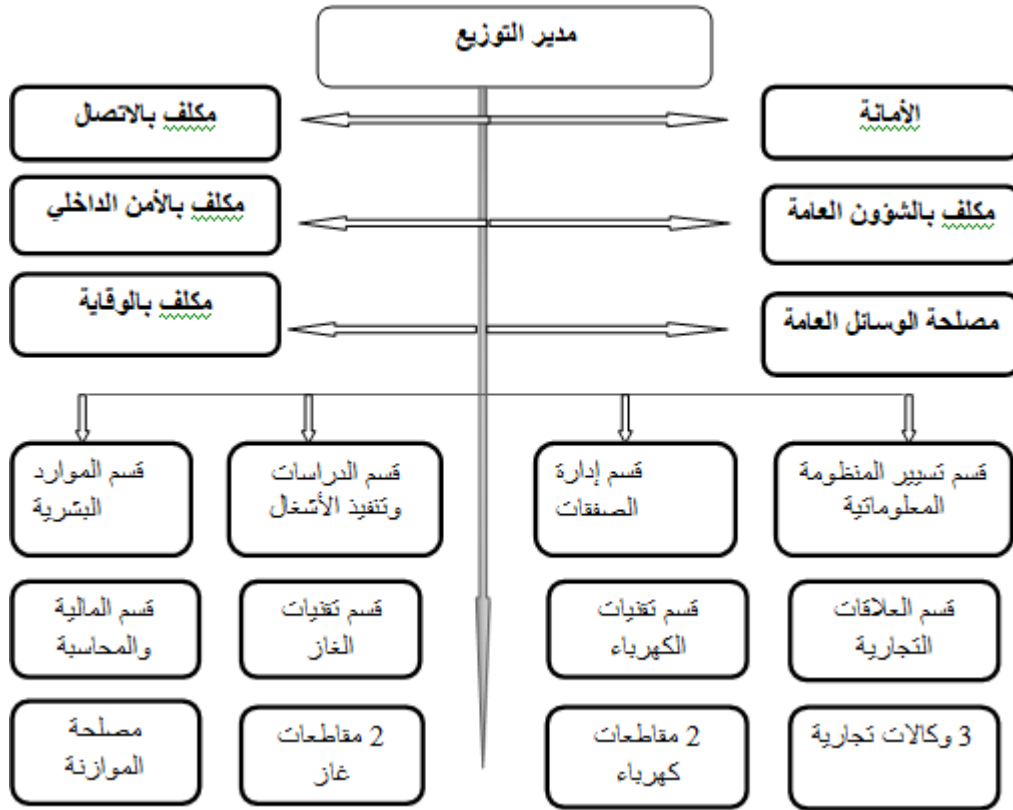 مدير التوزيع
الأمانة
مكلف بالاتصال
مكلف بالشؤون العامة
مكلف بالأمن الداخلي
مصلحة الوسائل العامة
مكلف بالوقاية
قسم تسيير المنظومة
المعلوماتية
قسم إدارة
الصفقات
قسم الدراسات
وتنفيذ الأشغال
قسم الموارد
البشرية
قسم العلاقات
التجارية
قسم تقنيات
الكهرباء
قسم تقنيات
الغاز
قسم المالية
والمحاسبة
3 وكالات تجارية
2 مقاطعات
كهرباء
2 مقاطعات
غاز
مصلحة
الموازنة